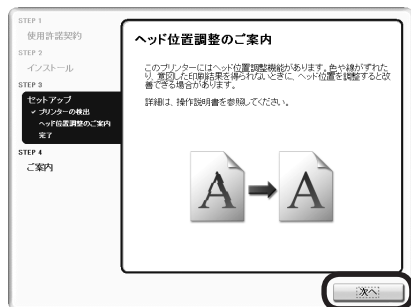 STEP 1
使用許諾契約
STEP 2
インストール
STEP 3
セットアップ
✓ プリンターの検出
ヘッド位置調整のご案内
完了
STEP 4
ご案内
ヘッド位置調整のご案内
このプリンターにはヘッド位置調整機能があります。色や線がずれた
り、意図した印刷結果を得られないときに、ヘッド位置を調整すると改
善できる場合があります。
詳細は、操作説明書を参照してください。
A A
次へ